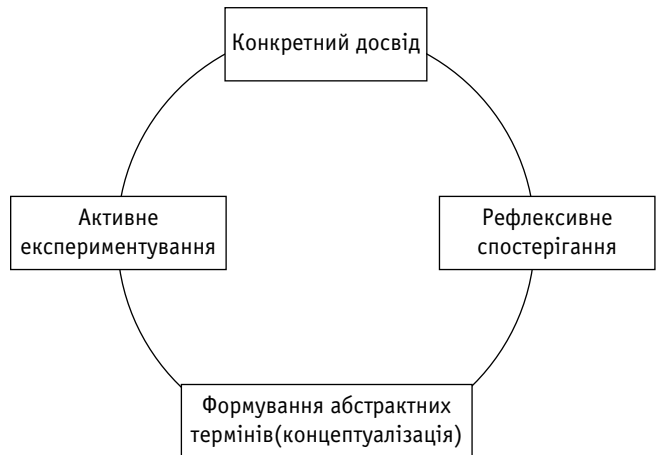 Конкретний досвід
Активне
експериментування
Рефлексивне
спостерігання
Формування абстрактних
термінів(концептуалізація)